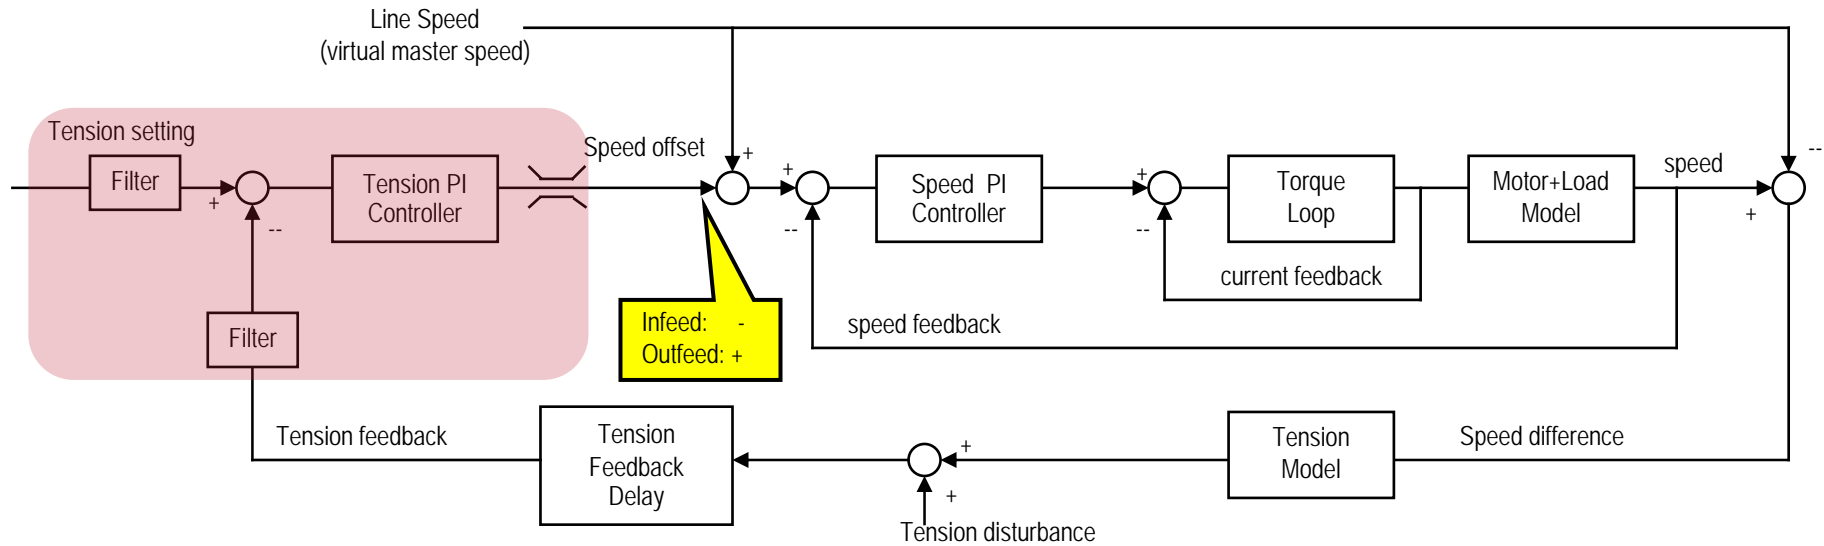 Line Speed
(virtual master speed)
Tension setting
Filter
+
--
Tension PI
Controller
Speed offset
+
+
--
Speed PI
Controller
+
--
Torque
Loop
Motor+Load
Model
speed
--
+
current feedback
Infeed: -
Outfeed: +
speed feedback
Filter
Tension feedback
Tension
Feedback
Delay
+
+
Tension disturbance
Tension
Model
Speed difference